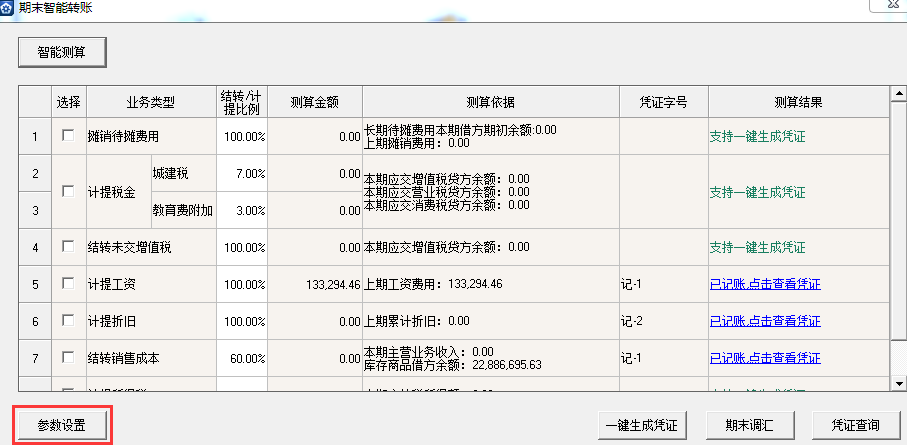 期末智能转账
智能测算
选择 业务类型 结转/计提比例 测算金额 测算依据 凭证字号 测算结果
1 摊销待摊费用 100.00% 0.00 长期待摊费用本期借方期初余额:0.00
上期摊销费用：0.00 支持一键生成凭证
2 计提税金 城建税 7.00% 0.00 本期应交增值税贷方余额：0.00
本期应交营业税贷方余额：0.00
本期应交消费税贷方余额：0.00 支持一键生成凭证
3 教育费附加 3.00% 0.00
4 结转未交增值税 100.00% 0.00 本期应交增值税贷方余额：0.00 支持一键生成凭证
5 计提工资 100.00% 133,294.46 上期工资费用：133,294.46 记-1 已记账,点击查看凭证
6 计提折旧 100.00% 0.00 上期累计折旧：0.00 记-2 已记账,点击查看凭证
7 结转销售成本 60.00% 0.00 本期主营业务收入：0.00
库存商品借方余额：22,886,695.63 记-1 已记账,点击查看凭证
参数设置 一键生成凭证 期末调汇 凭证查询